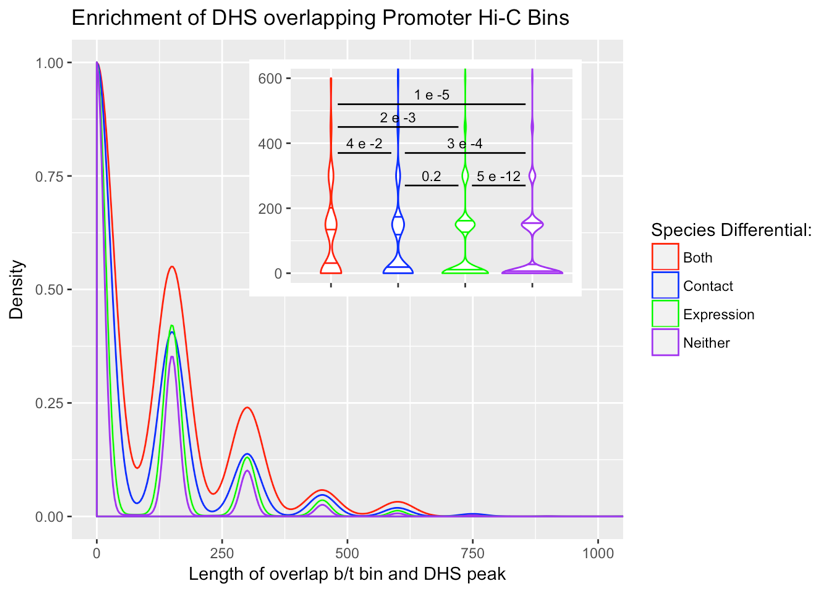 Enrichment of DHS overlapping Promoter Hi-C Bins
1.00
0.75
0.50
0.25
0.00
Density
600
400
200
0
1 e -5
2 e -3
4 e -2
3 e -4
0.2
5 e -12
0
250
500
750
1000
Length of overlap b/t bin and DHS peak
Species Differential:
Both
Contact
Expression
Neither